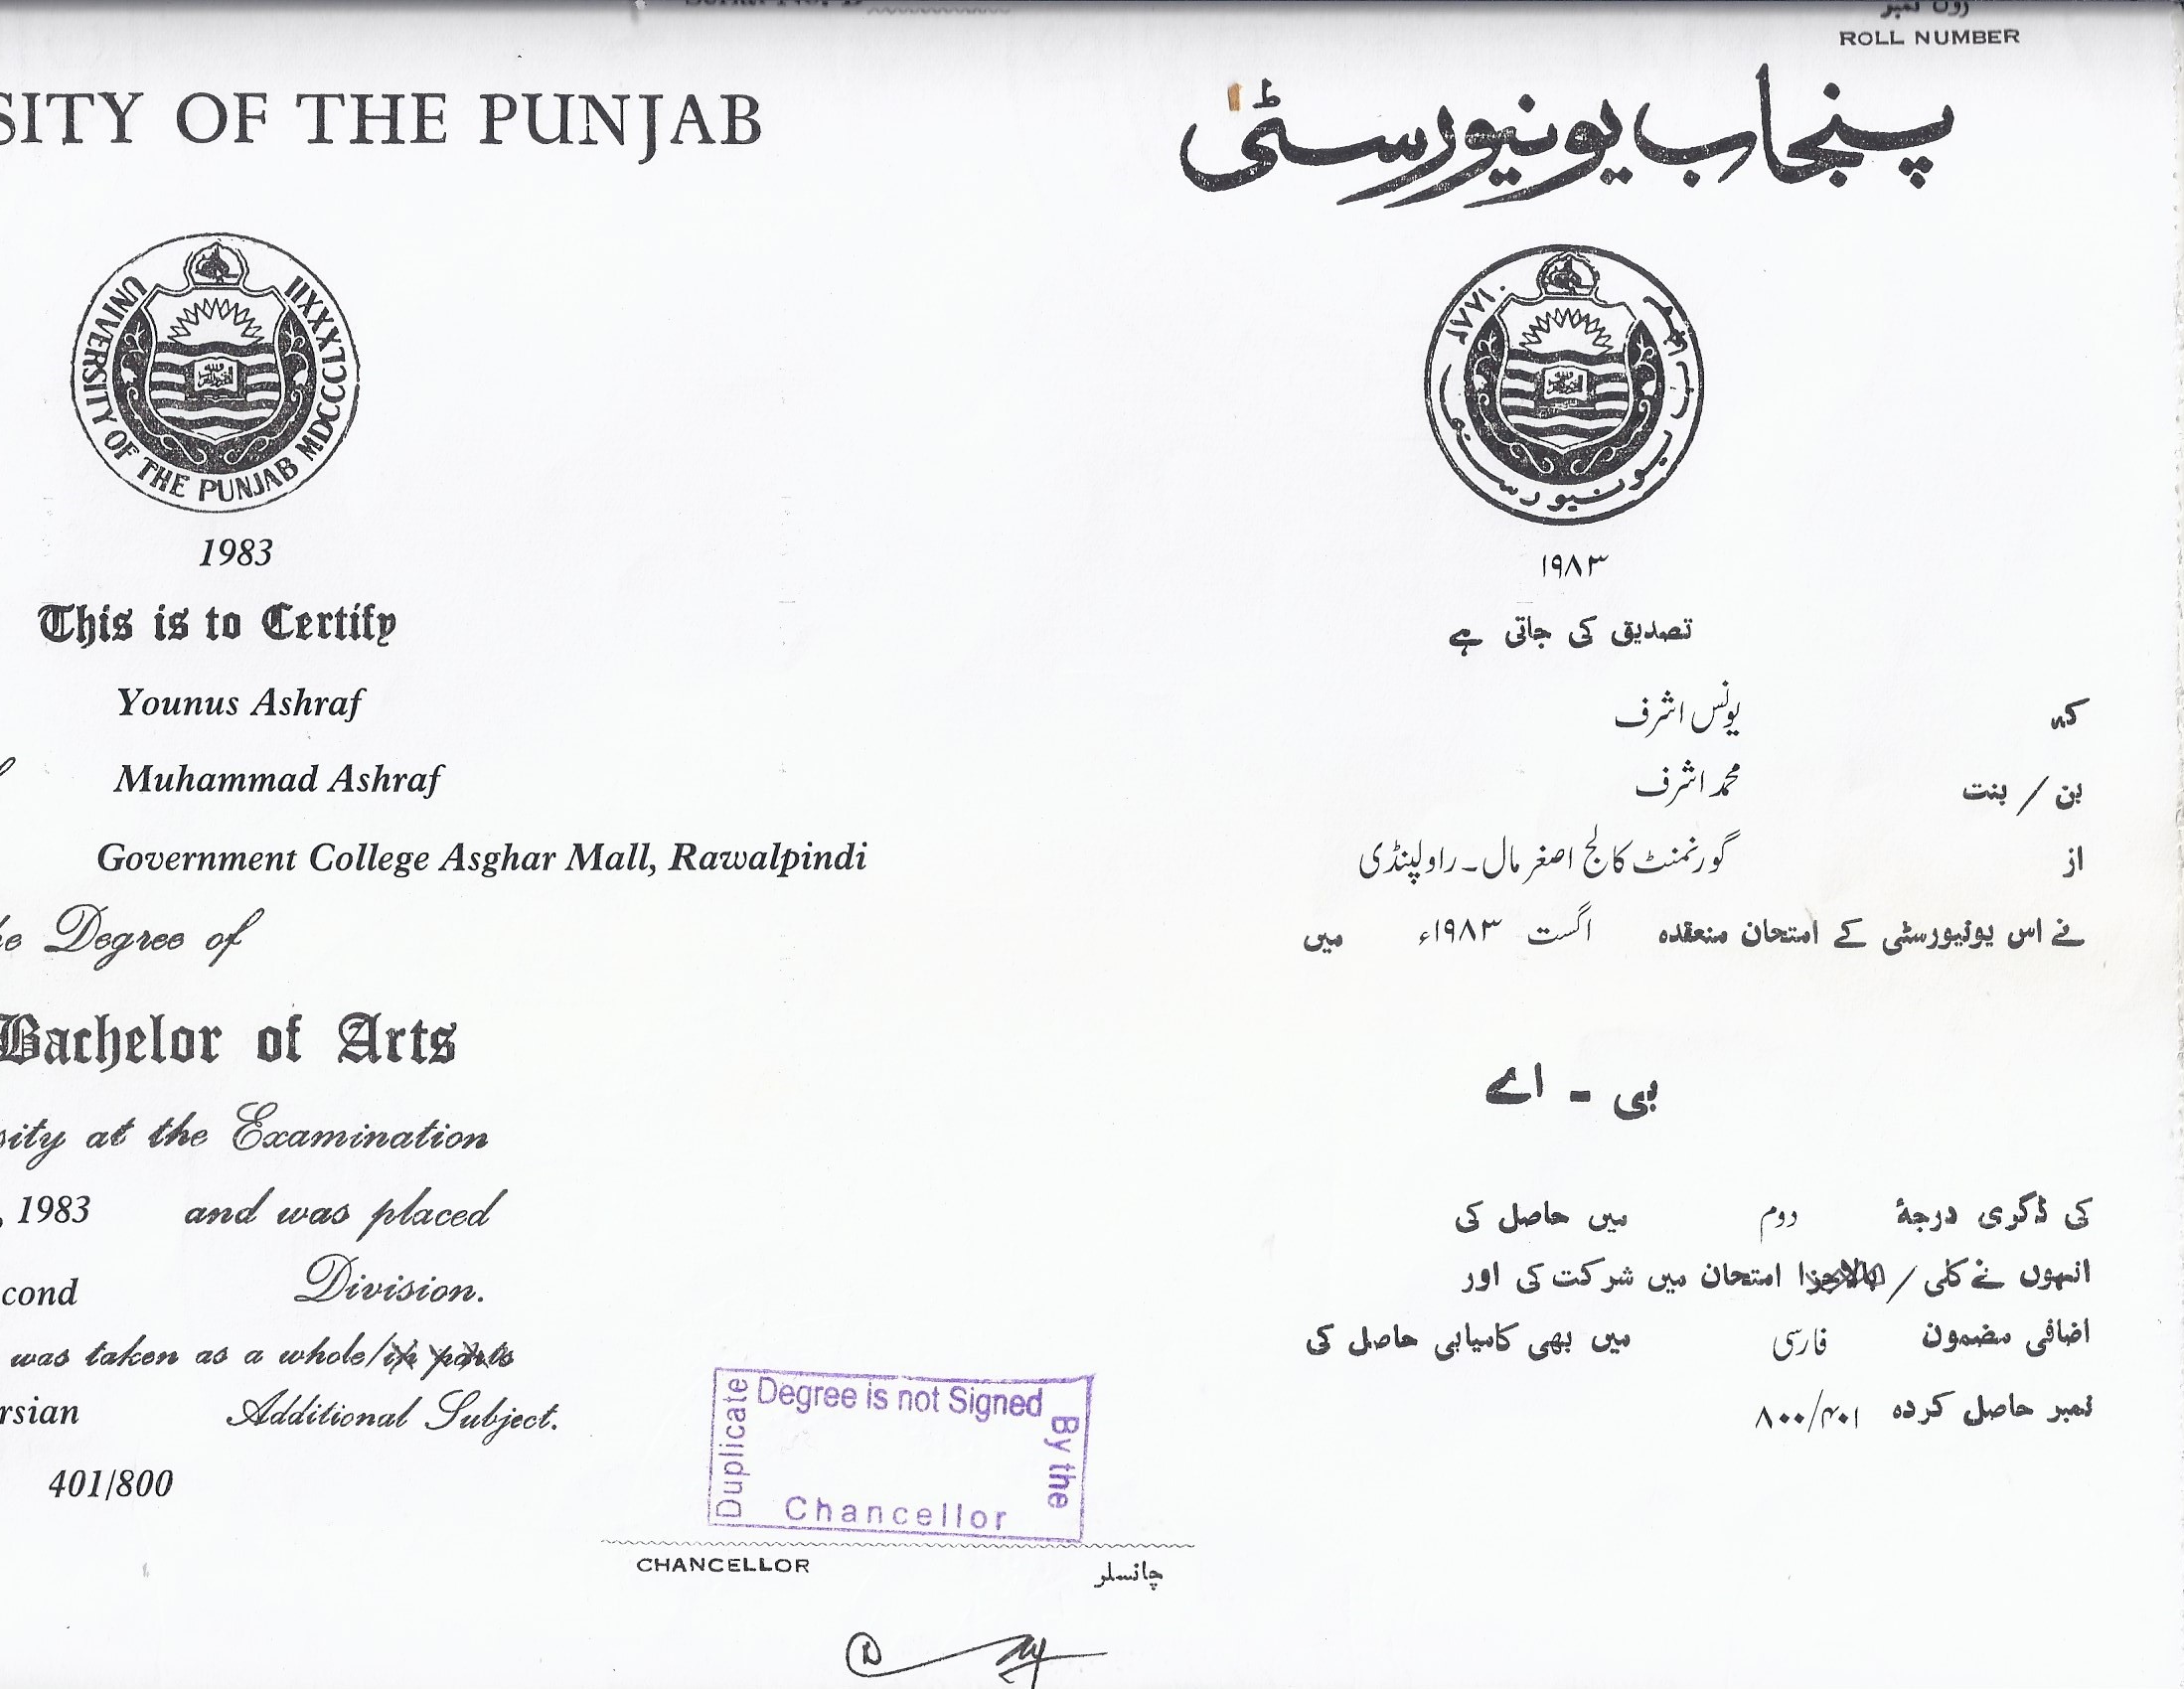 ROLL NUMBER
SITY OF THE PUNJAB
UNIVERSITY OF THE PUNJAB MDCCCLXXXII
1983
This is to Certify
Younus Ashraf
Muhammad Ashraf
Government College Asghar Mall, Rawalpindi
he Degree of
Bachelor of Arts
sity at the Examination
, 1983 and was placed
cond Division.
was taken as a whole/in parts
rsian Additional Subject.
401/800
Duplicate Degree is not Signed By the Chancellor
CHANCELLOR چانسلر
پنجاب یونیورسٹی
۱۹۸۳
تصدیق کی جاتی ہے
کہ یونس اشرف
بن / بنت محمد اشرف
از گورنمنٹ کالج اصغر مال۔راولپنڈی
نے اس یونیورسٹی کے امتحان منعقدہ اگست ۱۹۸۳ء میں
بی - اے
کی ڈگری درجۂ دوم میں حاصل کی
انہوں نے کلی / امتحان میں شرکت کی اور
اضافی مضمون فارسی میں بھی کامیابی حاصل کی
نمبر حاصل کردہ ۸۰۰/۴۰۱